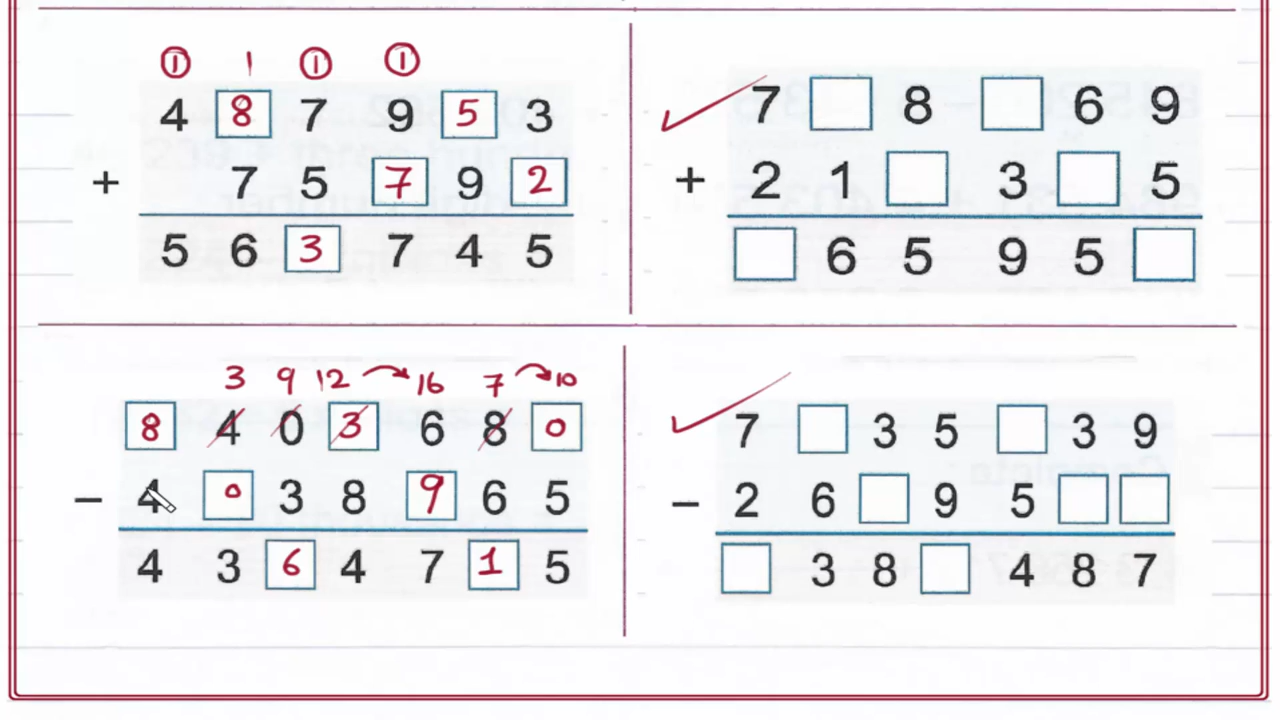 ① 1 ① ①
4 8 7 9 5 3
+ 7 5 7 9 2
5 6 3 7 4 5
7 8 6 9
+ 2 1 3 5
6 5 9 5
3 9 12 16 7 10
8 4 0 3 6 8 0
- 4 0 3 8 9 6 5
4 3 6 4 7 1 5
7 3 5 3 9
- 2 6 9 5
3 8 4 8 7